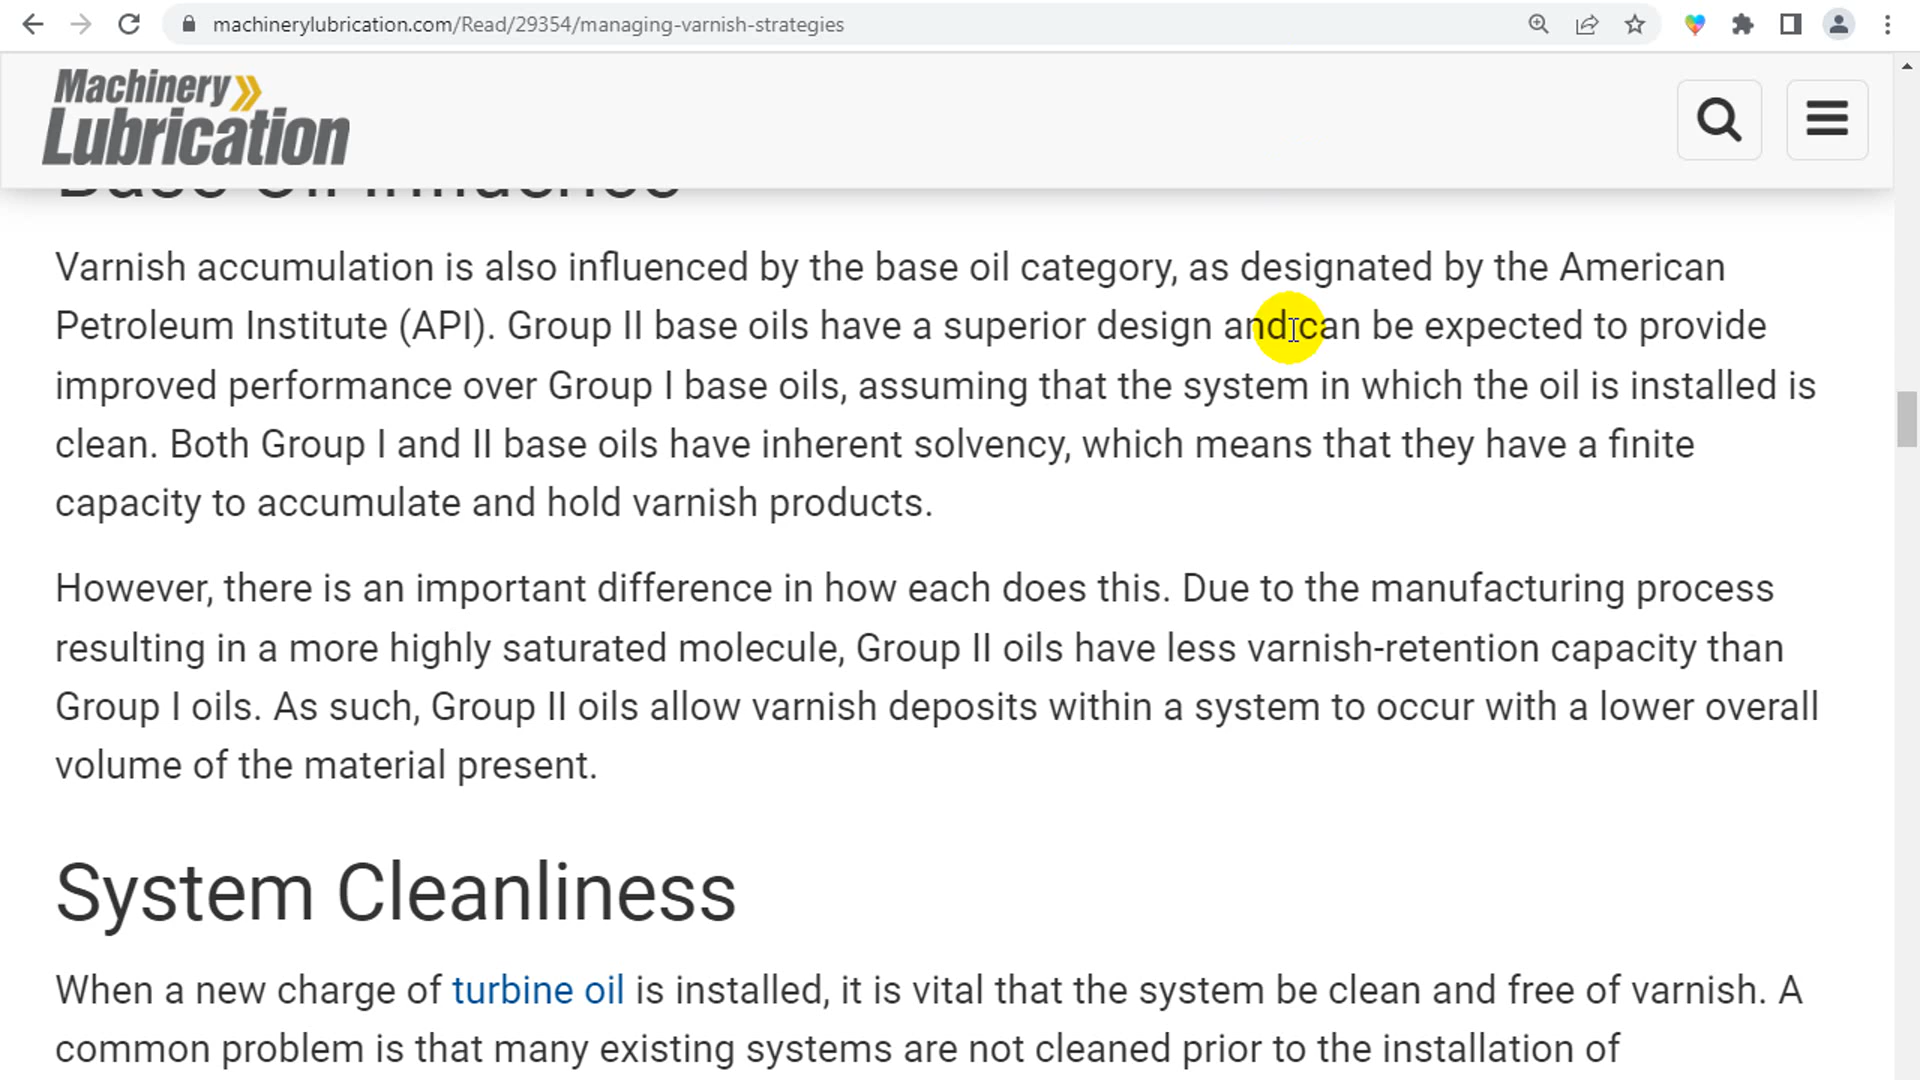 machinerylubrication.com/Read/29354/managing-varnish-strategies
Machinery
Lubrication
Base Oil Influence
Varnish accumulation is also influenced by the base oil category, as designated by the American
Petroleum Institute (API). Group II base oils have a superior design and can be expected to provide
improved performance over Group I base oils, assuming that the system in which the oil is installed is
clean. Both Group I and II base oils have inherent solvency, which means that they have a finite
capacity to accumulate and hold varnish products.
However, there is an important difference in how each does this. Due to the manufacturing process
resulting in a more highly saturated molecule, Group II oils have less varnish-retention capacity than
Group I oils. As such, Group II oils allow varnish deposits within a system to occur with a lower overall
volume of the material present.
System Cleanliness
When a new charge of turbine oil is installed, it is vital that the system be clean and free of varnish. A
common problem is that many existing systems are not cleaned prior to the installation of